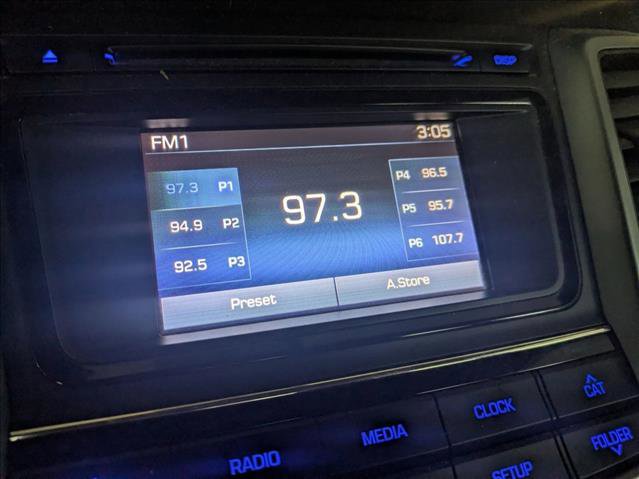 DISP
FM1 3:05
97.3 P1
94.9 P2
92.5 P3
97.3
P4 96.5
P5 95.7
P6 107.7
Preset A.Store
RADIO MEDIA CLOCK CAT
SETUP FOLDER